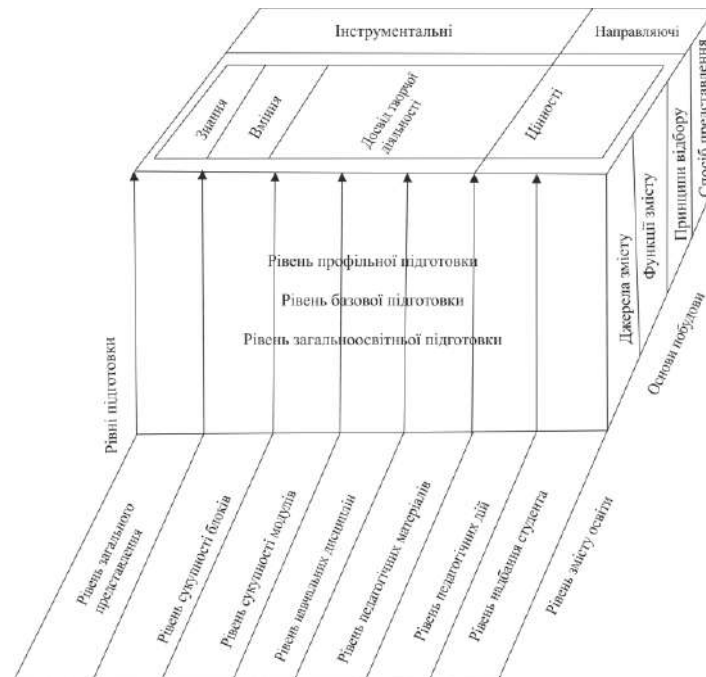 Інструментальні
Направляючі
Знання
Вміння
Досвід творчої
діяльності
Цінності
Джерела змісту
Функції змісту
Принципи відбору
Спосіб представлення
Основи побудови
Рівень профільної підготовки
Рівень базової підготовки
Рівень загальноосвітньої підготовки
Рівні підготовки
Рівень загального
представлення
Рівень сукупності блоків
Рівень сукупності модулів
Рівень навчальних дисциплін
Рівень педагогічних матеріалів
Рівень педагогічних дій
Рівень надбання студента
Рівень змісту освіти